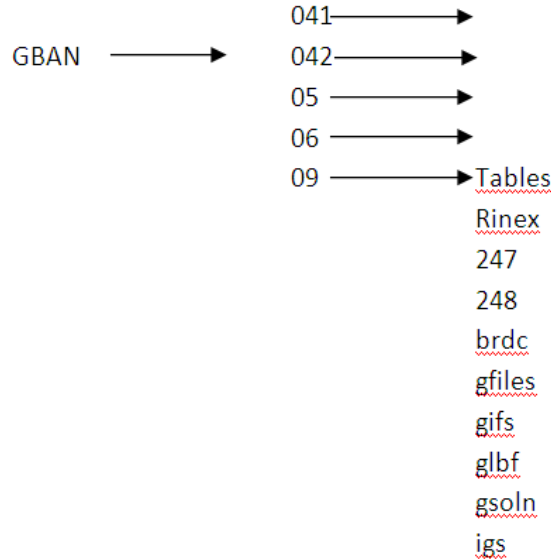 041
GBAN 042
05
06
09 Tables
Rinex
247
248
brdc
gfiles
gifs
glbf
gsoln
igs